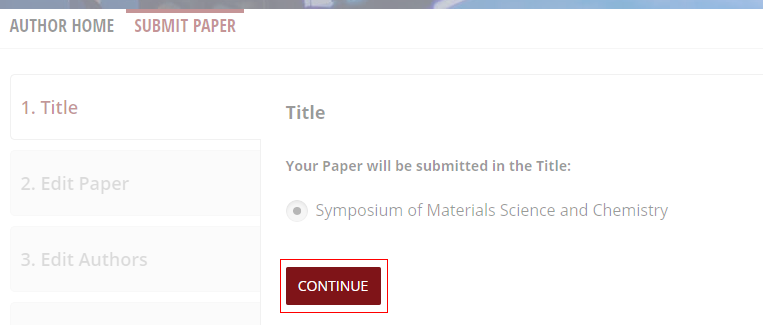 AUTHOR HOME SUBMIT PAPER
1. Title
2. Edit Paper
3. Edit Authors
Title
Your Paper will be submitted in the Title:
Symposium of Materials Science and Chemistry
CONTINUE